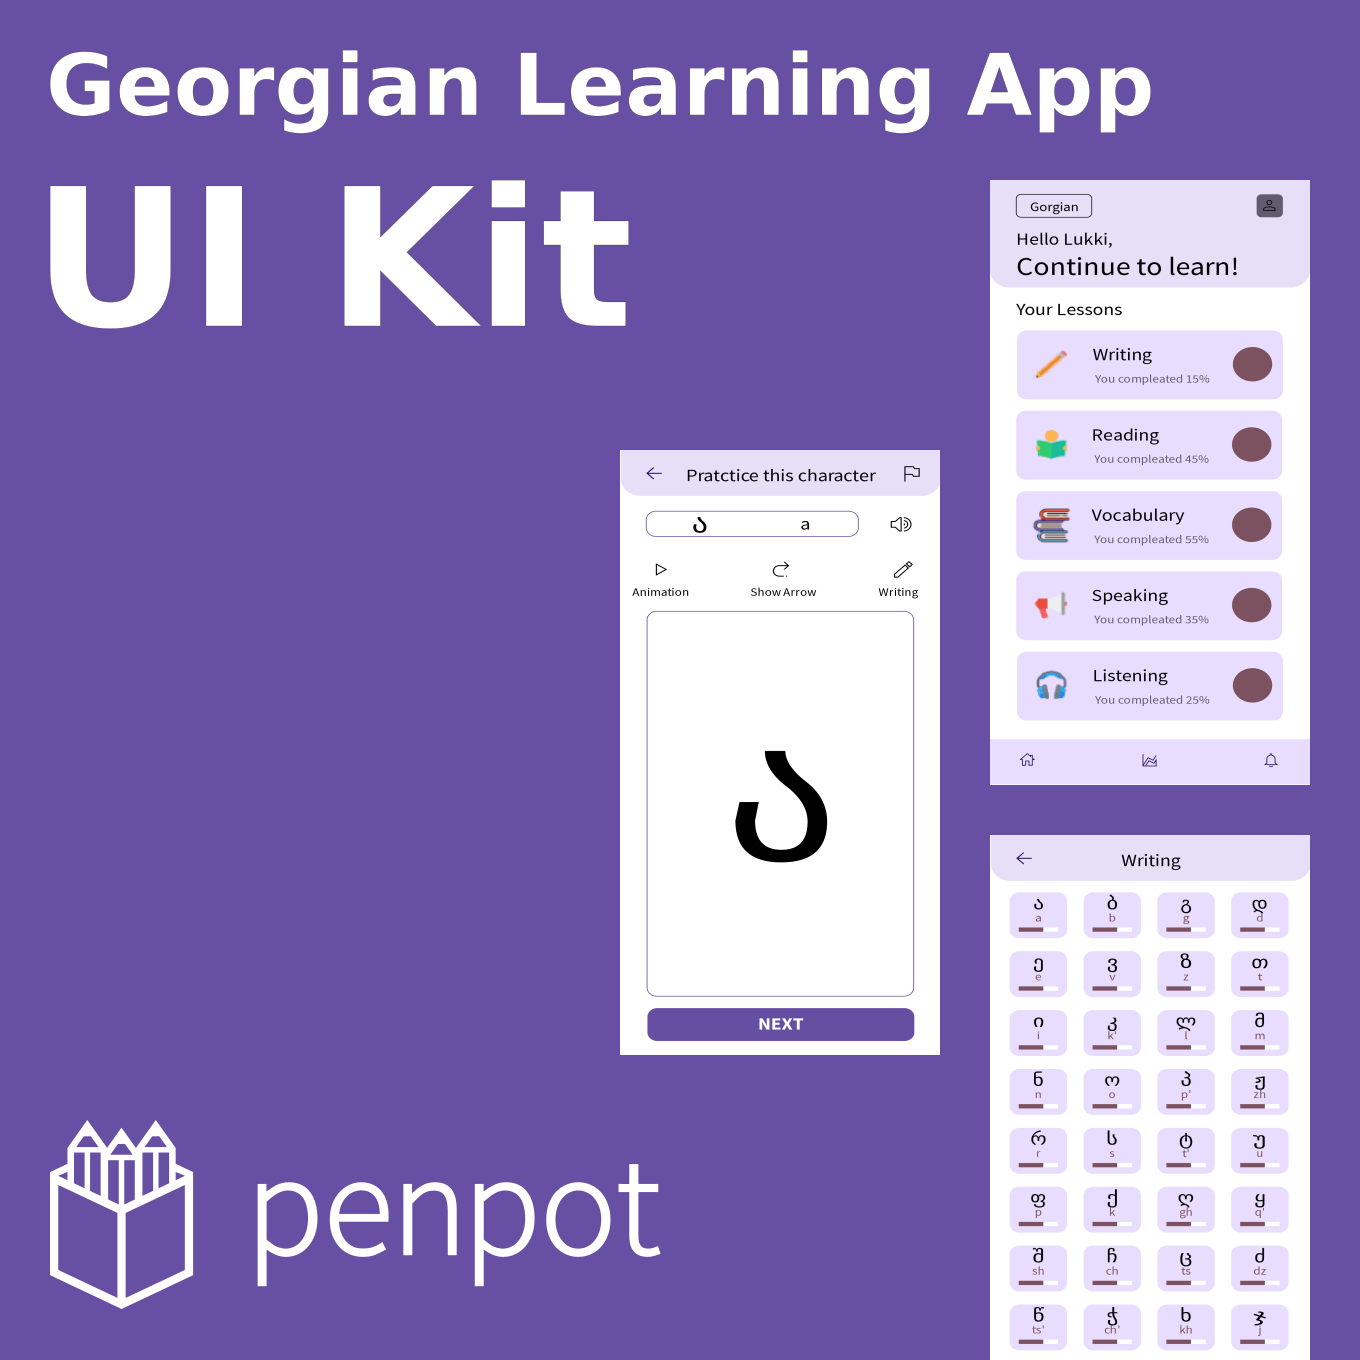 Georgian Learning App
UI Kit
Gorgian
Hello Lukki,
Continue to learn!
Your Lessons
Writing
You compleated 15%
Reading
You compleated 45%
Vocabulary
You compleated 55%
Speaking
You compleated 35%
Listening
You compleated 25%
Pratctice this character
ა a
Animation Show Arrow Writing
ა
NEXT
Writing
ა ბ გ დ
a b g d
ე ვ ზ თ
e v z t
ი კ ლ მ
i k' l m
ნ ო პ ჟ
n o p' zh
რ ს ტ უ
r s t' u
ფ ქ ღ ყ
p k gh q'
შ ჩ ც ძ
sh ch ts dz
წ ჭ ხ ჯ
ts' ch' kh j
penpot